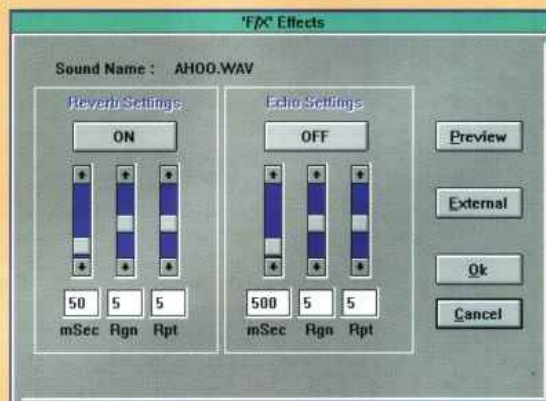 'F/X' Effects
Sound Name : AHOO.WAV
Reverb Settings
ON
50 5 5
mSec Rgn Rpt
Echo Settings
OFF
500 5 5
mSec Rgn Rpt
Preview
External
Ok
Cancel